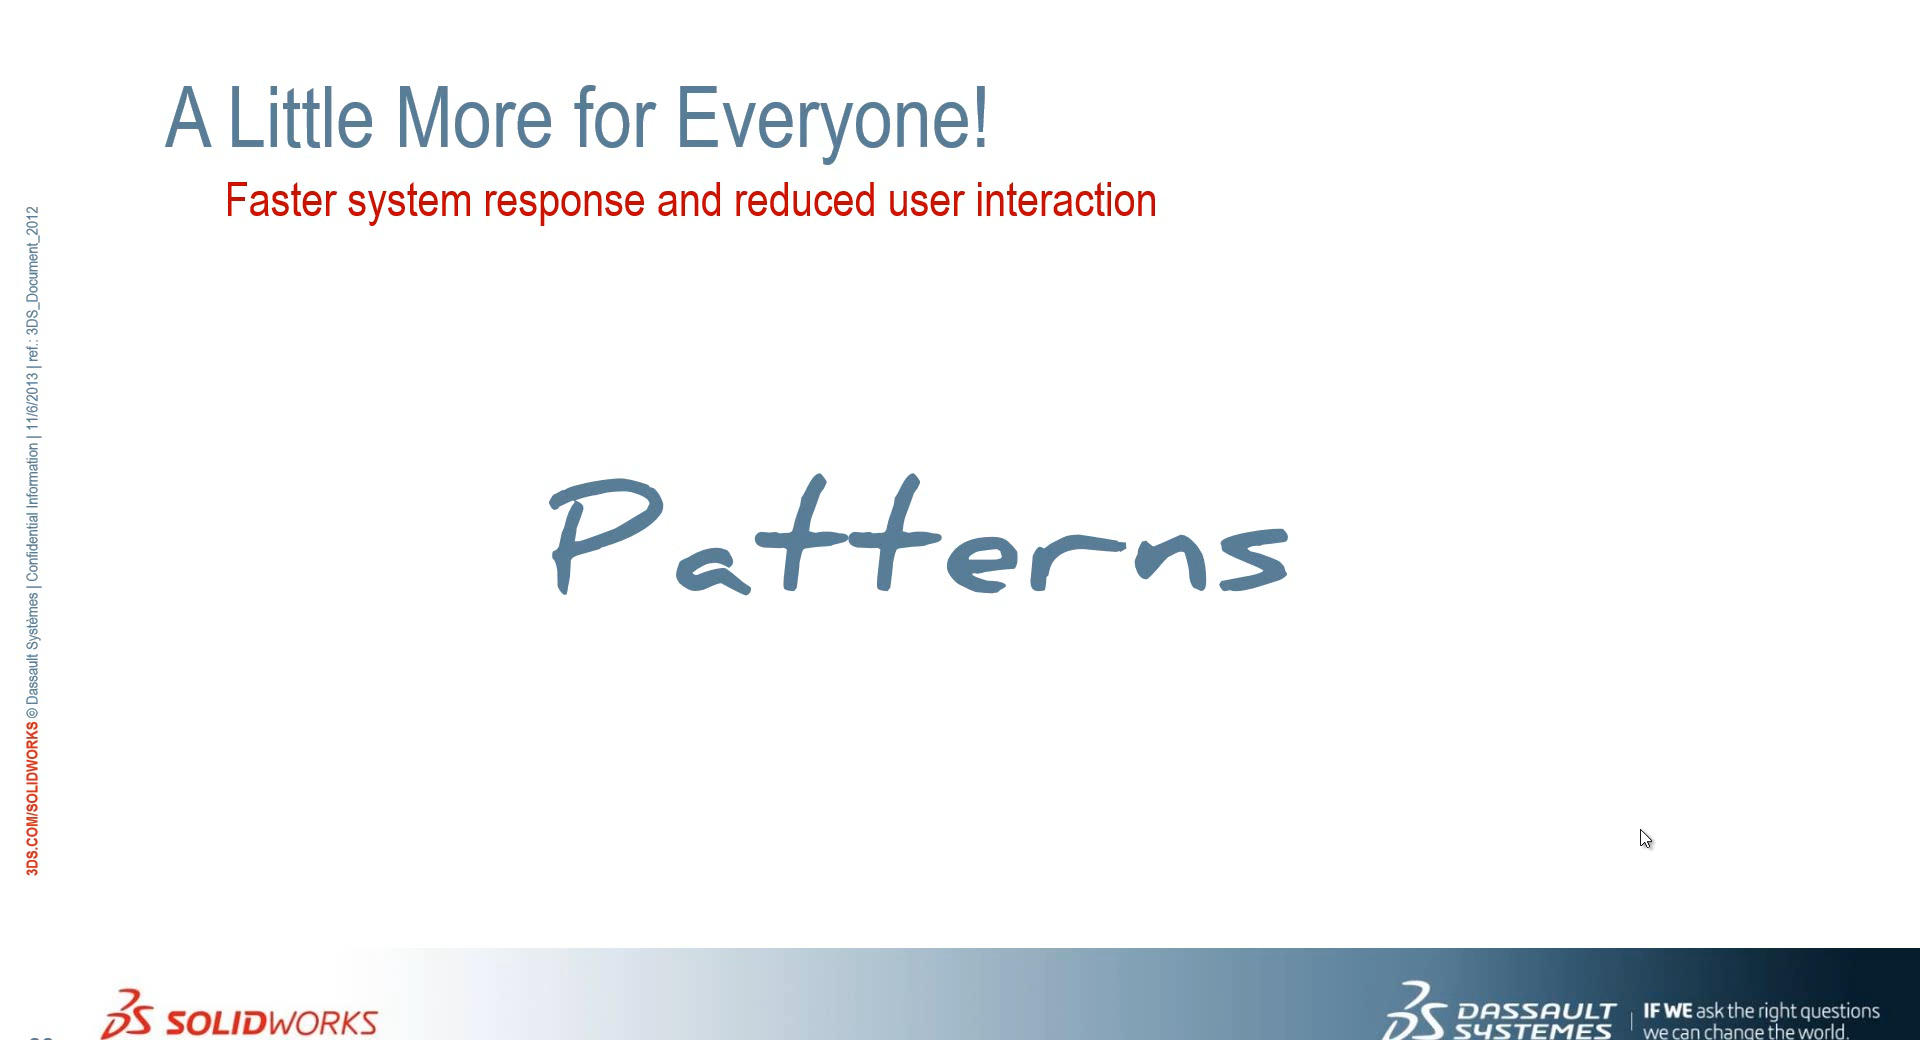 A Little More for Everyone!
Faster system response and reduced user interaction
3DS.COM/SOLIDWORKS © Dassault Systèmes | Confidential Information | 11/6/2013 | ref.: 3DS_Document_2012
Patterns
SOLIDWORKS
DASSAULT
SYSTEMES
IF WE ask the right questions
we can change the world.